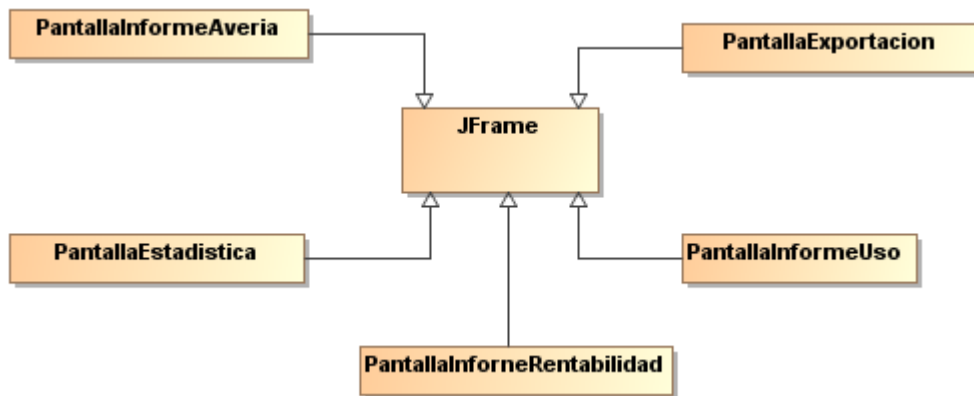 PantallaInformeAveria
PantallaExportacion
JFrame
PantallaEstadistica
PantallaInformeUso
PantallaInforneRentabilidad